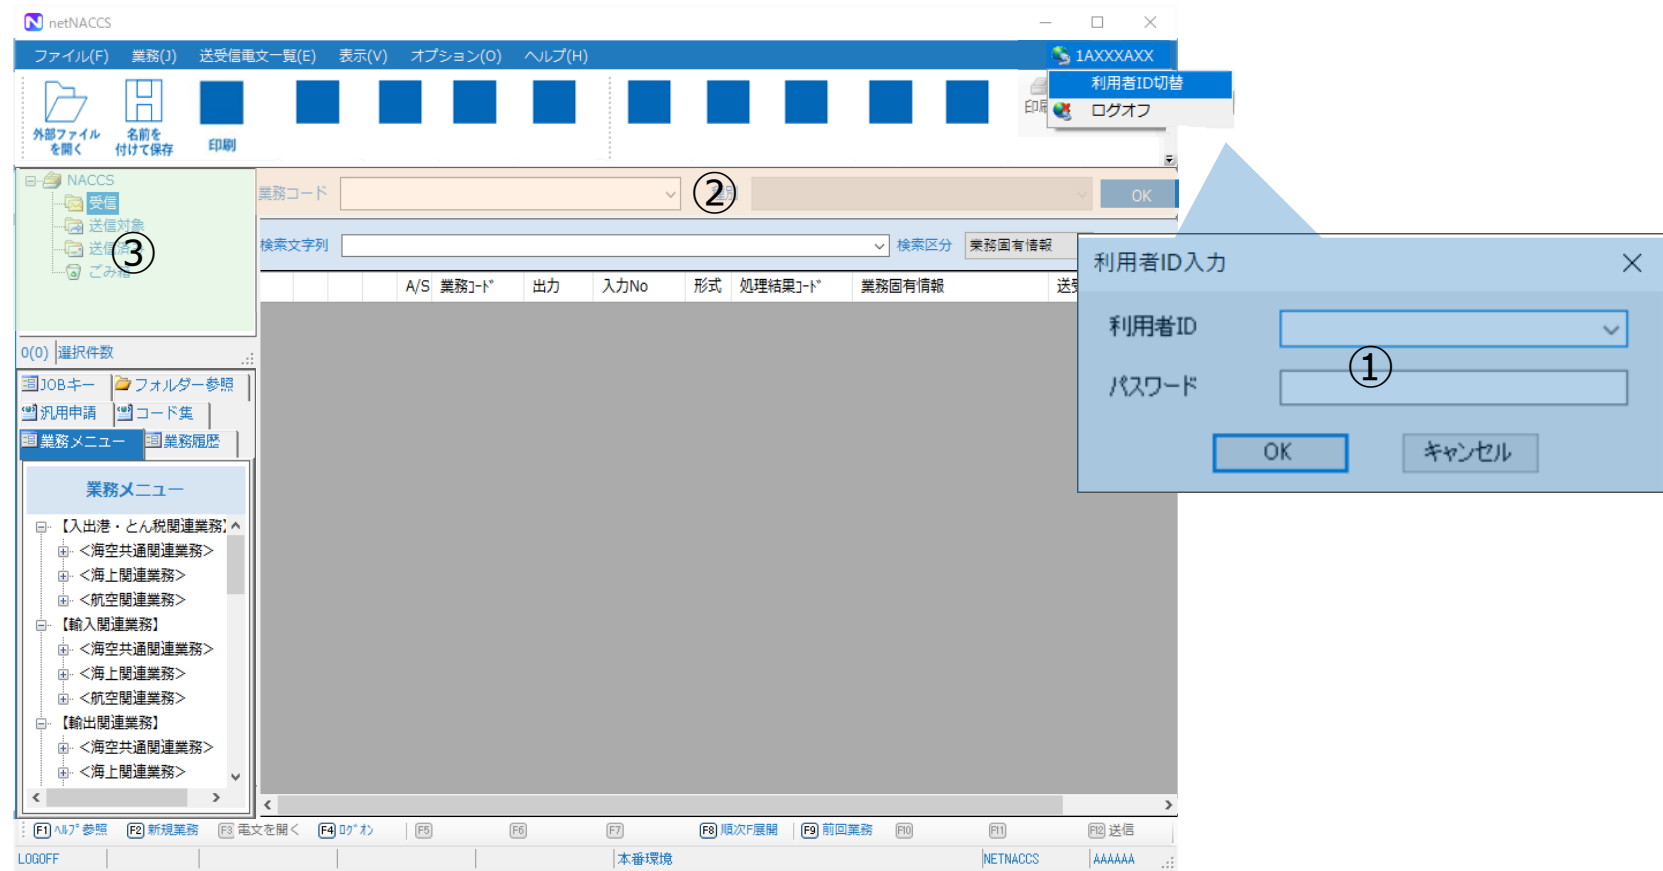 netNACCS
ファイル(F) 業務(J) 送受信電文一覧(E) 表示(V) オプション(O) ヘルプ(H) 1AXXXAXX
利用者ID切替
ログオフ
外部ファイル
を開く
名前を
付けて保存
印刷
NACCS
受信
送信対象
ごみ箱
③
業務コード
②
OK
検索文字列 検索区分 業務固有情報
A/S 業務ｺｰﾄﾞ 出力 入力No 形式 処理結果ｺｰﾄﾞ 業務固有情報
利用者ID入力
利用者ID
①
パスワード
OK キャンセル
0(0) 選択件数
JOBキー フォルダー参照
汎用申請 コード集
業務メニュー 業務履歴
業務メニュー
【入出港・とん税関連業務】
<海空共通関連業務>
<海上関連業務>
<航空関連業務>
【輸入関連業務】
<海空共通関連業務>
<海上関連業務>
<航空関連業務>
【輸出関連業務】
<海空共通関連業務>
<海上関連業務>
F1 ﾍﾙﾌﾟ参照 F2 新規業務 F3 電文を開く F4 ﾛｸﾞｵﾝ F5 F6 F7 F8 順次F展開 F9 前回業務 F10 F11 F12 送信
LOGOFF 本番環境 NETNACCS AAAAAA